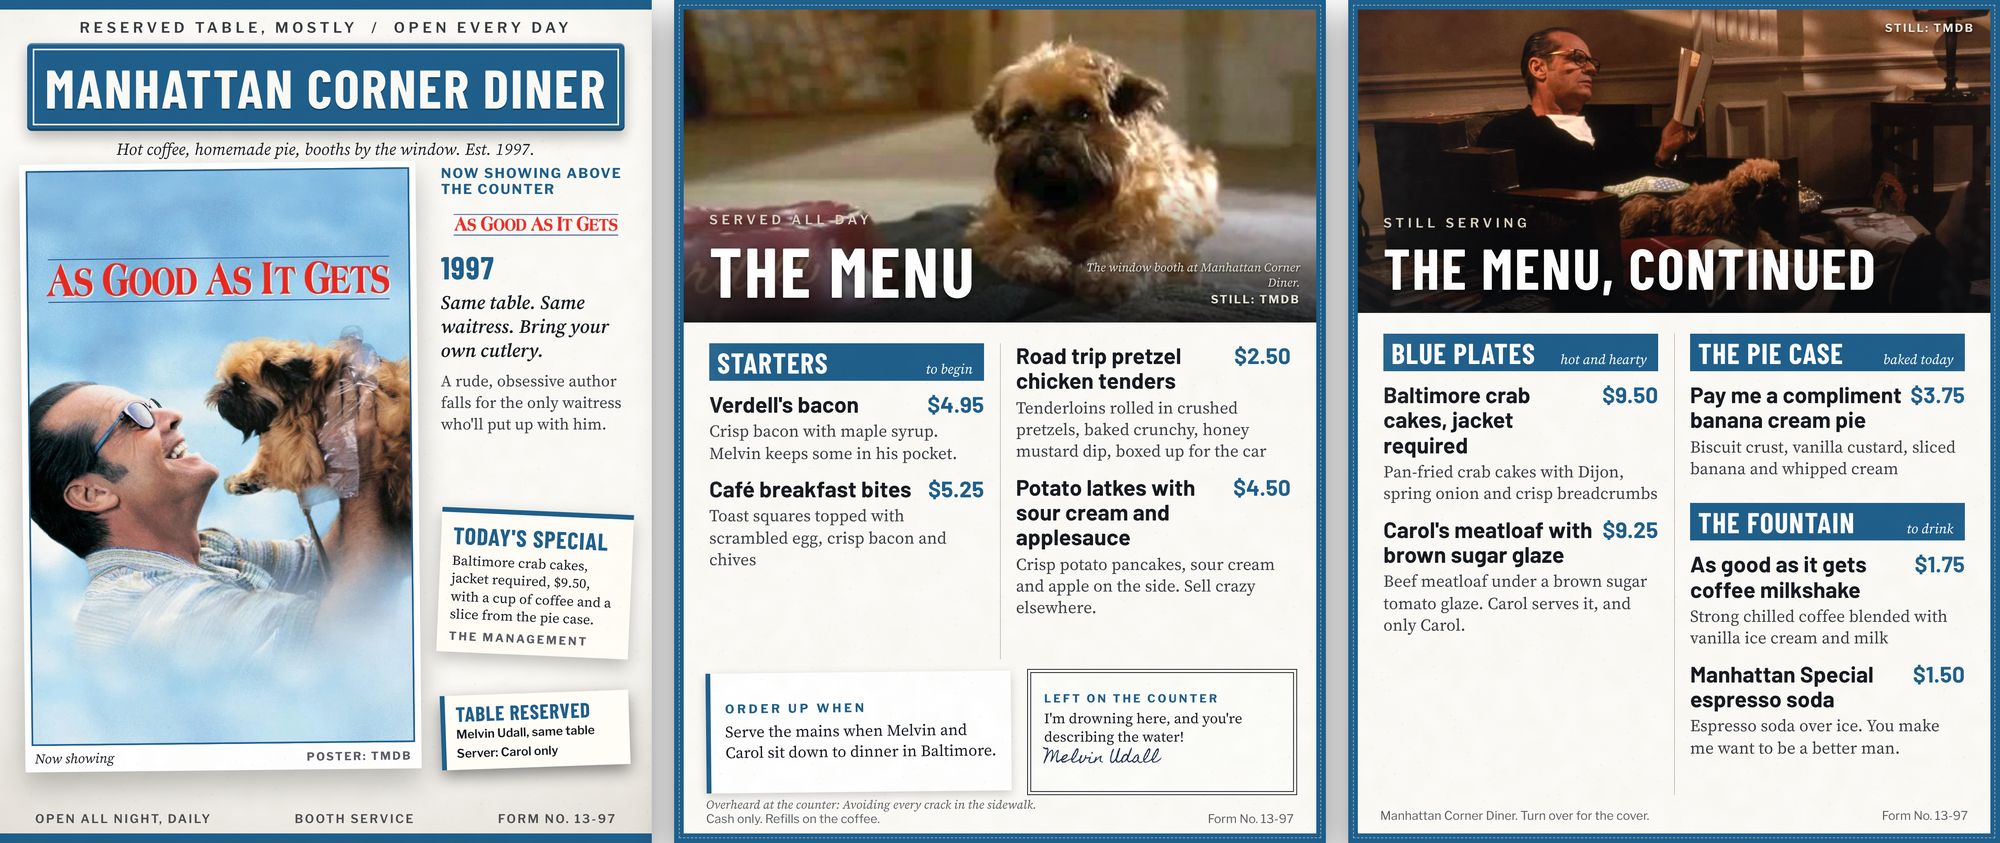 RESERVED TABLE, MOSTLY / OPEN EVERY DAY
MANHATTAN CORNER DINER
Hot coffee, homemade pie, booths by the window. Est. 1997.
AS GOOD AS IT GETS
Now showing
POSTER: TMDB
NOW SHOWING ABOVE
THE COUNTER
AS GOOD AS IT GETS
1997
Same table. Same
waitress. Bring your
own cutlery.
A rude, obsessive author
falls for the only waitress
who'll put up with him.
TODAY'S SPECIAL
Baltimore crab cakes,
jacket required, $9.50,
with a cup of coffee and a
slice from the pie case.
THE MANAGEMENT
TABLE RESERVED
Melvin Udall, same table
Server: Carol only
OPEN ALL NIGHT, DAILY
BOOTH SERVICE
FORM NO. 13-97
SERVED ALL DAY
THE MENU
The window booth at Manhattan Corner
Diner.
STILL: TMDB
STARTERS to begin
Verdell's bacon $4.95
Crisp bacon with maple syrup.
Melvin keeps some in his pocket.
Café breakfast bites $5.25
Toast squares topped with
scrambled egg, crisp bacon and
chives
Road trip pretzel $2.50
chicken tenders
Tenderloins rolled in crushed
pretzels, baked crunchy, honey
mustard dip, boxed up for the car
Potato latkes with $4.50
sour cream and
applesauce
Crisp potato pancakes, sour cream
and apple on the side. Sell crazy
elsewhere.
ORDER UP WHEN
Serve the mains when Melvin and
Carol sit down to dinner in Baltimore.
LEFT ON THE COUNTER
I'm drowning here, and you're
describing the water!
Melvin Udall
Overheard at the counter: Avoiding every crack in the sidewalk.
Cash only. Refills on the coffee.
Form No. 13-97
STILL: TMDB
STILL SERVING
THE MENU, CONTINUED
BLUE PLATES hot and hearty
Baltimore crab $9.50
cakes, jacket
required
Pan-fried crab cakes with Dijon,
spring onion and crisp breadcrumbs
Carol's meatloaf with $9.25
brown sugar glaze
Beef meatloaf under a brown sugar
tomato glaze. Carol serves it, and
only Carol.
THE PIE CASE baked today
Pay me a compliment $3.75
banana cream pie
Biscuit crust, vanilla custard, sliced
banana and whipped cream
THE FOUNTAIN to drink
As good as it gets $1.75
coffee milkshake
Strong chilled coffee blended with
vanilla ice cream and milk
Manhattan Special $1.50
espresso soda
Espresso soda over ice. You make
me want to be a better man.
Manhattan Corner Diner. Turn over for the cover.
Form No. 13-97